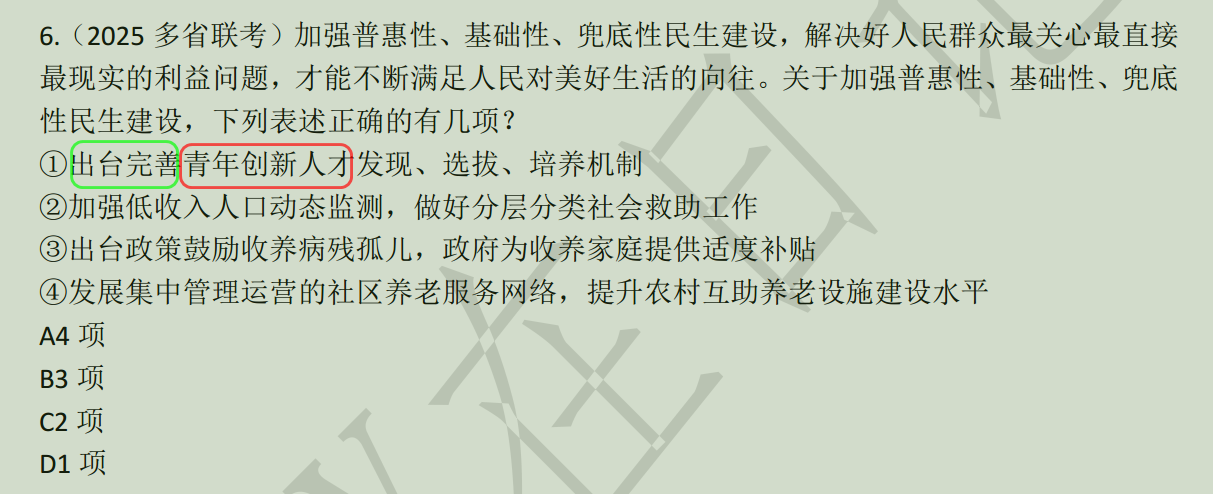 6.（2025 多省联考）加强普惠性、基础性、兜底性民生建设，解决好人民群众最关心最直接
最现实的利益问题，才能不断满足人民对美好生活的向往。关于加强普惠性、基础性、兜底
性民生建设，下列表述正确的有几项？
①出台完善青年创新人才发现、选拔、培养机制
②加强低收入人口动态监测，做好分层分类社会救助工作
③出台政策鼓励收养病残孤儿，政府为收养家庭提供适度补贴
④发展集中管理运营的社区养老服务网络，提升农村互助养老设施建设水平
A4 项
B3 项
C2 项
D1 项